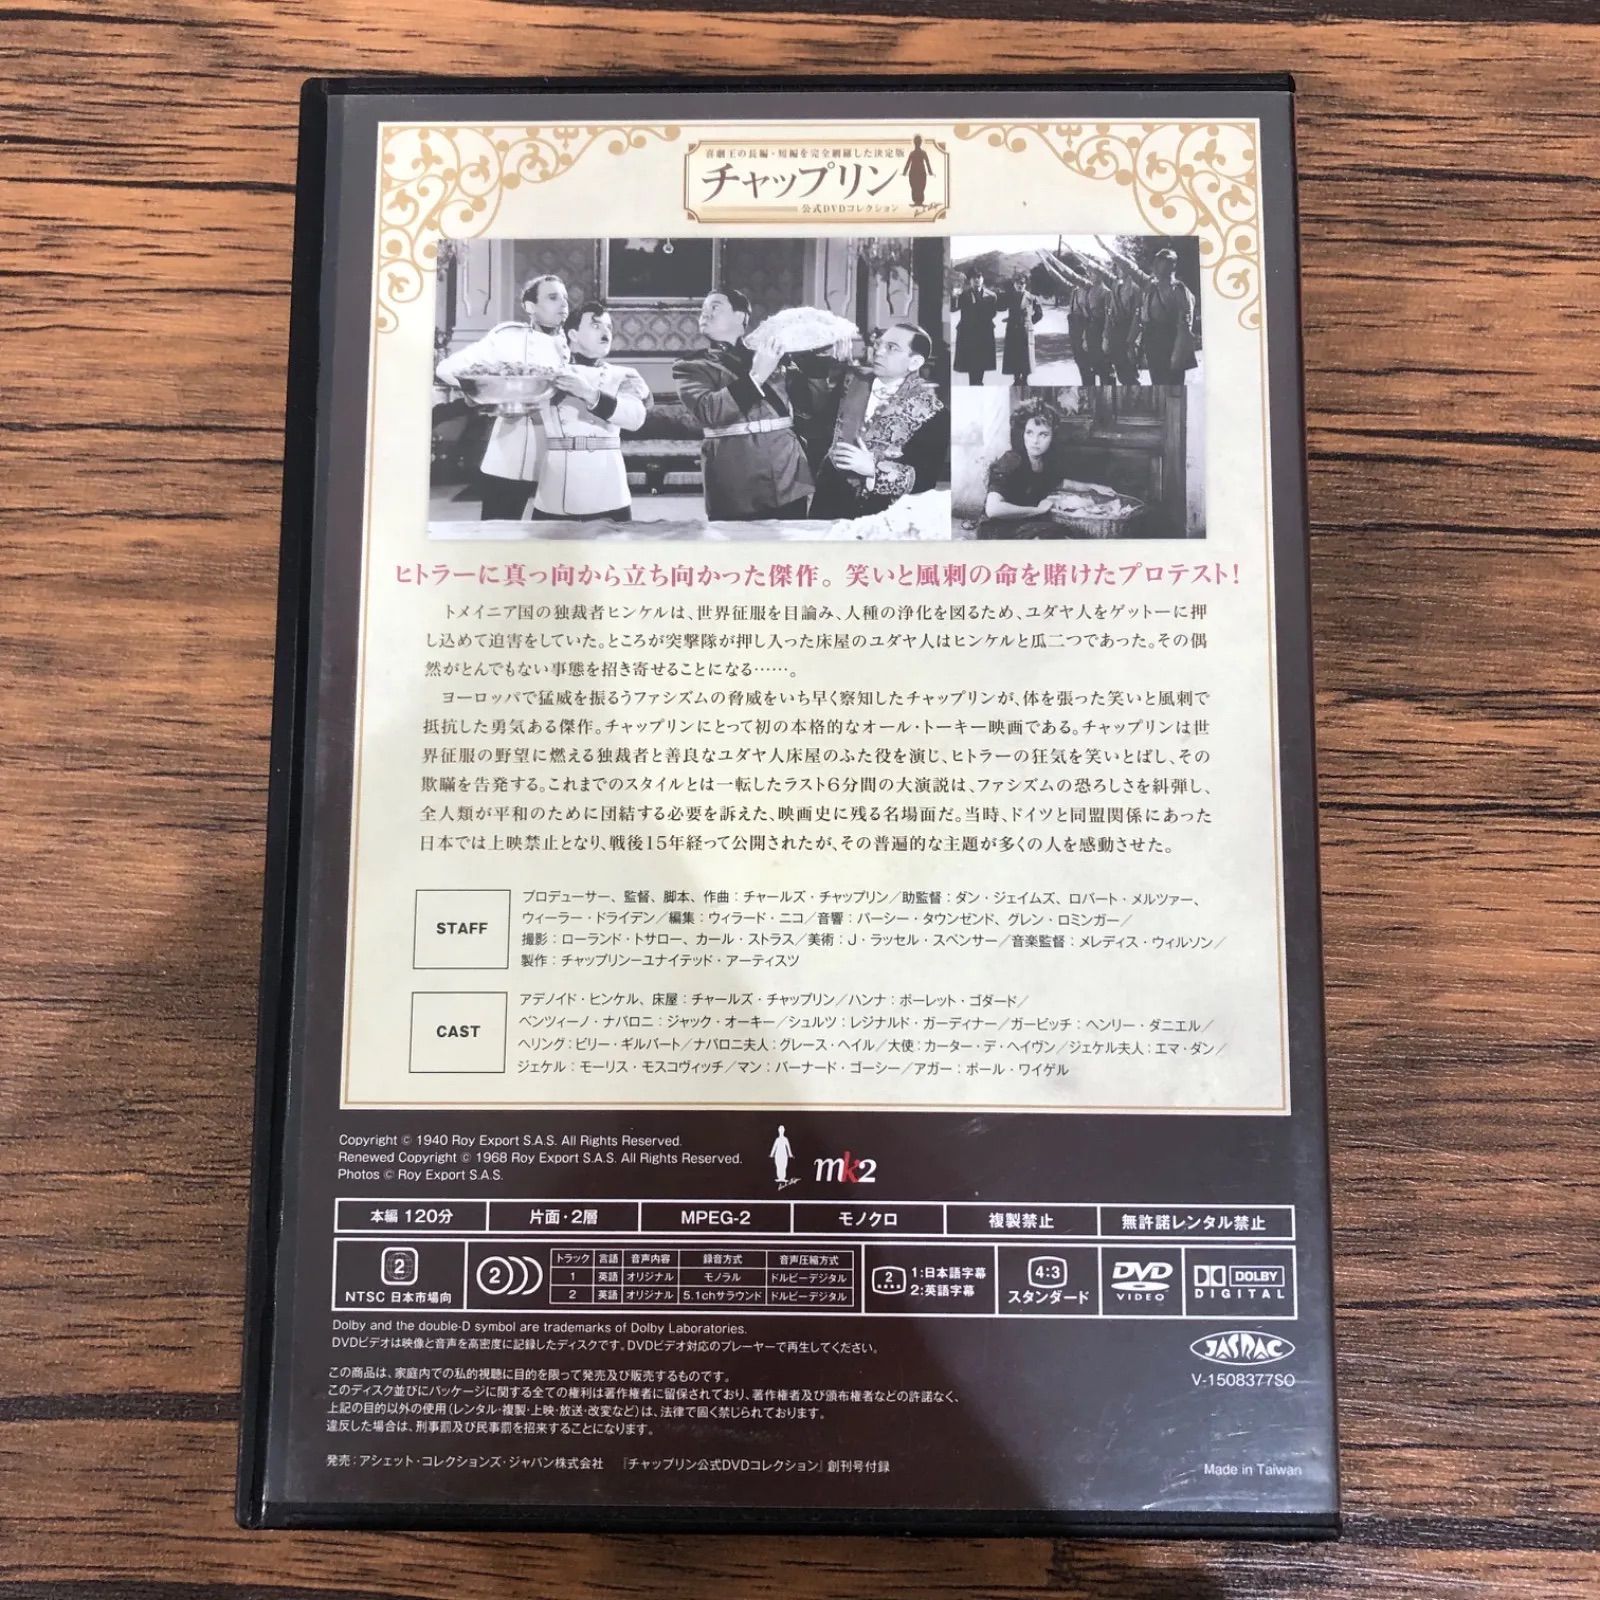 喜劇王の長編・短編を完全網羅した決定版
チャップリン
公式DVDコレクション
ヒトラーに真っ向から立ち向かった傑作。笑いと風刺の命を賭けたプロテスト!
トメイニア国の独裁者ヒンケルは、世界征服を目論み、人種の浄化を図るため、ユダヤ人をゲットーに押
し込めて迫害をしていた。ところが突撃隊が押し入った床屋のユダヤ人はヒンケルと瓜二つであった。その偶
然がとんでもない事態を招き寄せることになる……。
ヨーロッパで猛威を振るうファシズムの脅威をいち早く察知したチャップリンが、体を張った笑いと風刺で
抵抗した勇気ある傑作。チャップリンにとって初の本格的なオール・トーキー映画である。チャップリンは世
界征服の野望に燃える独裁者と善良なユダヤ人床屋のふた役を演じ、ヒトラーの狂気を笑いとばし、その
欺瞞を告発する。これまでのスタイルとは一転したラスト6分間の大演説は、ファシズムの恐ろしさを糾弾し、
全人類が平和のために団結する必要を訴えた、映画史に残る名場面だ。当時、ドイツと同盟関係にあった
日本では上映禁止となり、戦後15年経って公開されたが、その普遍的な主題が多くの人を感動させた。
STAFF
プロデューサー、監督、脚本、作曲:チャールズ・チャップリン/助監督:ダン・ジェイムズ、ロバート・メルツァー、
ウィーラー・ドライデン/編集:ウィラード・ニコ/音響:パーシー・タウンゼンド、グレン・ロミンガー/
撮影:ローランド・トサロー、カール・ストラス/美術:J・ラッセル・スペンサー/音楽監督:メレディス・ウィルソン/
製作:チャップリン−ユナイテッド・アーティスツ
CAST
アデノイド・ヒンケル、床屋:チャールズ・チャップリン/ハンナ:ポーレット・ゴダード/
ベンツィーノ・ナパロニ:ジャック・オーキー/シュルツ:レジナルド・ガーディナー/ガービッチ:ヘンリー・ダニエル/
ヘリング:ビリー・ギルバート/ナパロニ夫人:グレース・ヘイル/大使:カーター・デ・ヘイヴン/ジェケル夫人:エマ・ダン/
ジェケル:モーリス・モスコヴィッチ/マン:バーナード・ゴーシー/アガー:ポール・ワイゲル
Copyright © 1940 Roy Export S.A.S. All Rights Reserved.
Renewed Copyright © 1968 Roy Export S.A.S. All Rights Reserved.
Photos © Roy Export S.A.S.
mk2
本編 120分 片面・2層 MPEG-2 モノクロ 複製禁止 無許諾レンタル禁止
2
NTSC 日本市場向
2
トラック 言語 音声内容 録音方式 音声圧縮方式
1 英語 オリジナル モノラル ドルビーデジタル
2 英語 オリジナル 5.1chサラウンド ドルビーデジタル
2
1:日本語字幕
2:英語字幕
4:3
スタンダード
DVD
VIDEO
DOLBY
DIGITAL
Dolby and the double-D symbol are trademarks of Dolby Laboratories.
DVDビデオは映像と音声を高密度に記録したディスクです。DVDビデオ対応のプレーヤーで再生してください。
JASRAC
V-1508377SO
この商品は、家庭内での私的視聴に目的を限って発売及び販売するものです。
このディスク並びにパッケージに関する全ての権利は著作権者に留保されており、著作権者及び頒布権者などの許諾なく、
上記の目的以外の使用(レンタル・複製・上映・放送・改変など)は、法律で固く禁じられております。
違反した場合は、刑事罰及び民事罰を招来することになります。
発売:アシェット・コレクションズ・ジャパン株式会社 『チャップリン公式DVDコレクション』創刊号付録
Made in Taiwan